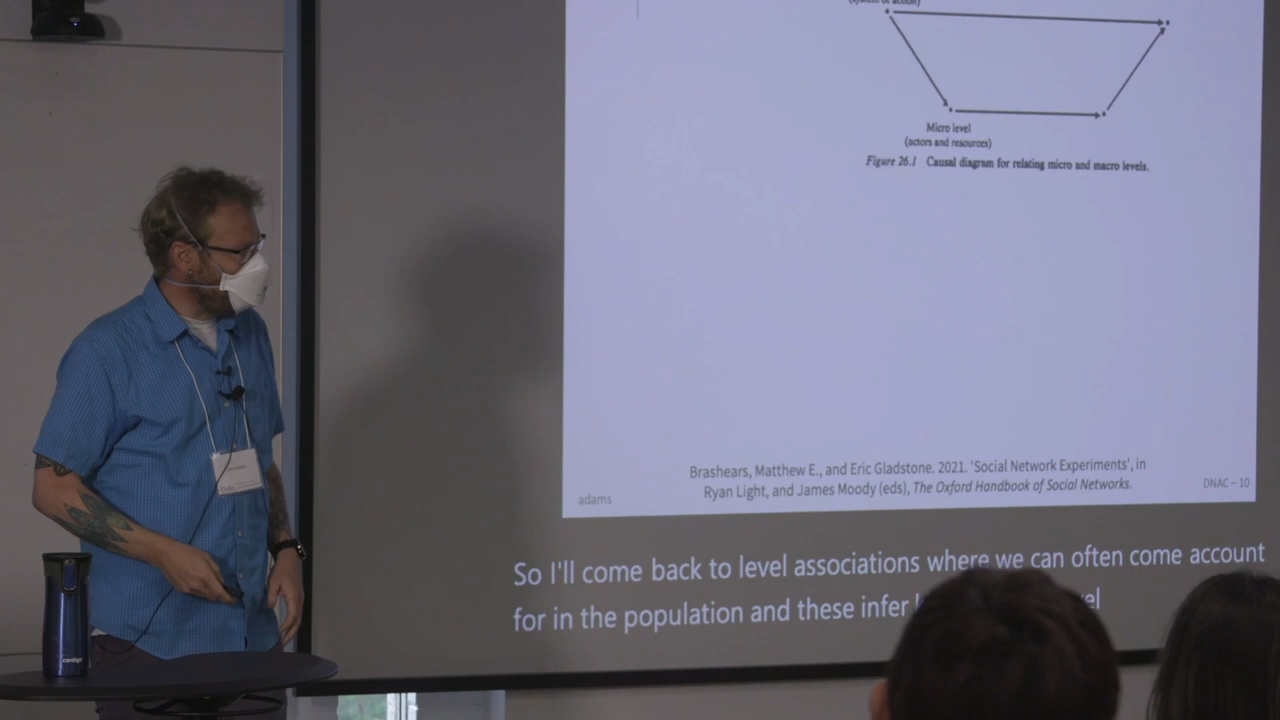 (system of action)
Micro level
(actors and resources)
Figure 26.1 Causal diagram for relating micro and macro levels.
Brashears, Matthew E., and Eric Gladstone. 2021. 'Social Network Experiments', in
Ryan Light, and James Moody (eds), The Oxford Handbook of Social Networks.
adams
DNAC – 10
So I'll come back to level associations where we can often come account
for in the population and these infer
contigo